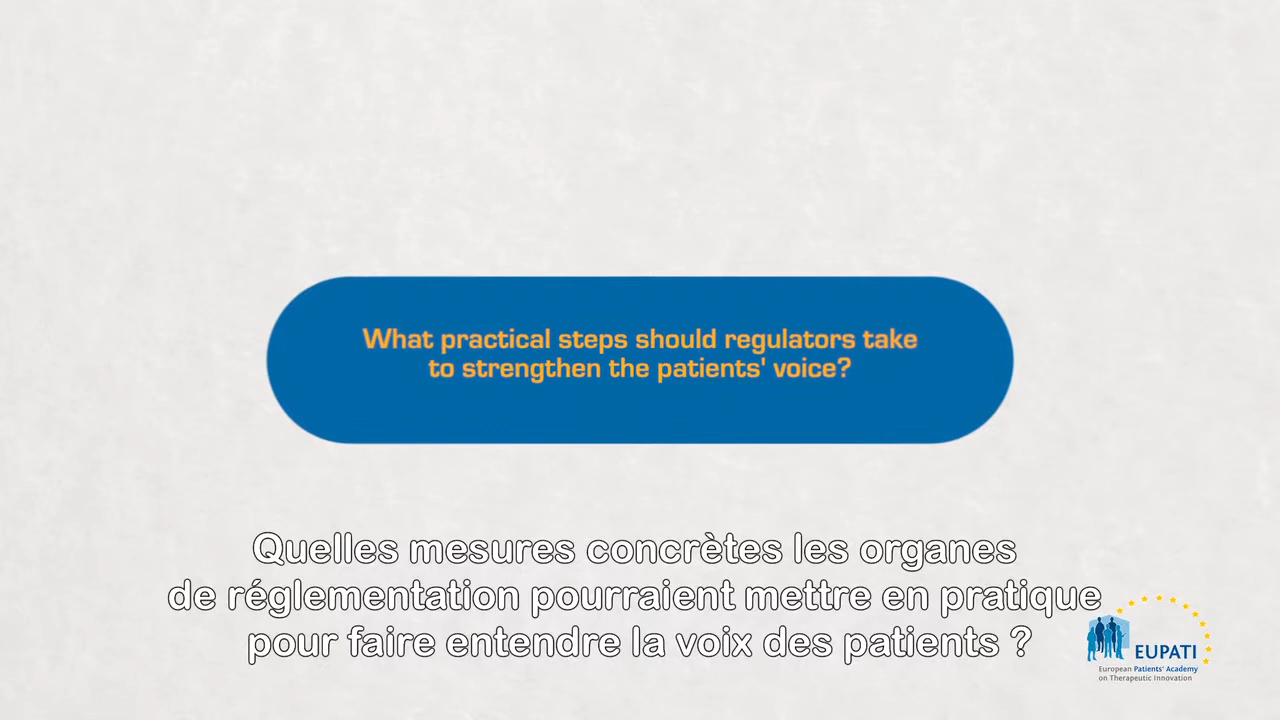 What practical steps should regulators take
to strengthen the patients' voice?
Quelles mesures concrètes les organes
de réglementation pourraient mettre en pratique
pour faire entendre la voix des patients ?
EUPATI
European Patients' Academy
on Therapeutic Innovation